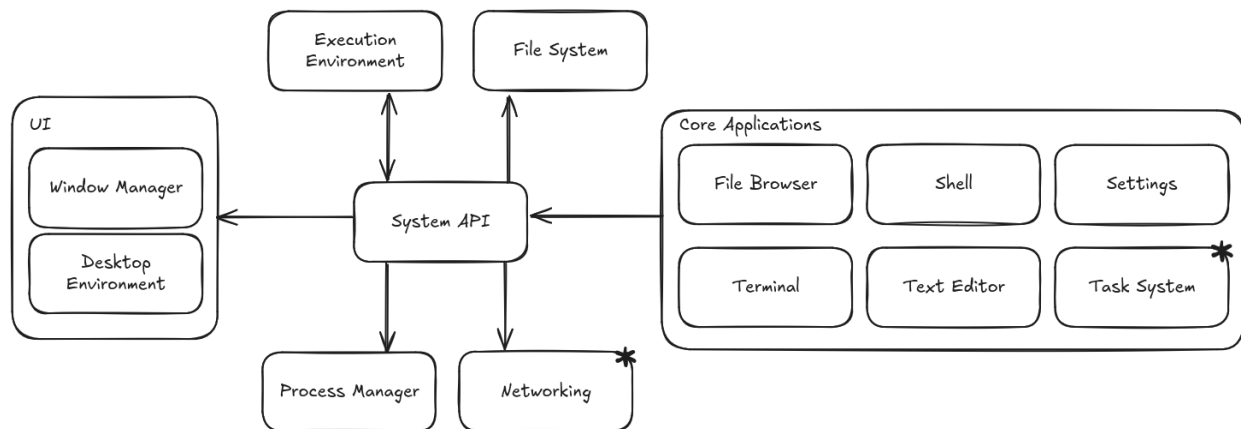 Execution
Environment
File System
UI
Window Manager
Desktop
Environment
System API
Core Applications
File Browser
Shell
Settings
Terminal
Text Editor
Task System
*
Process Manager
Networking
*